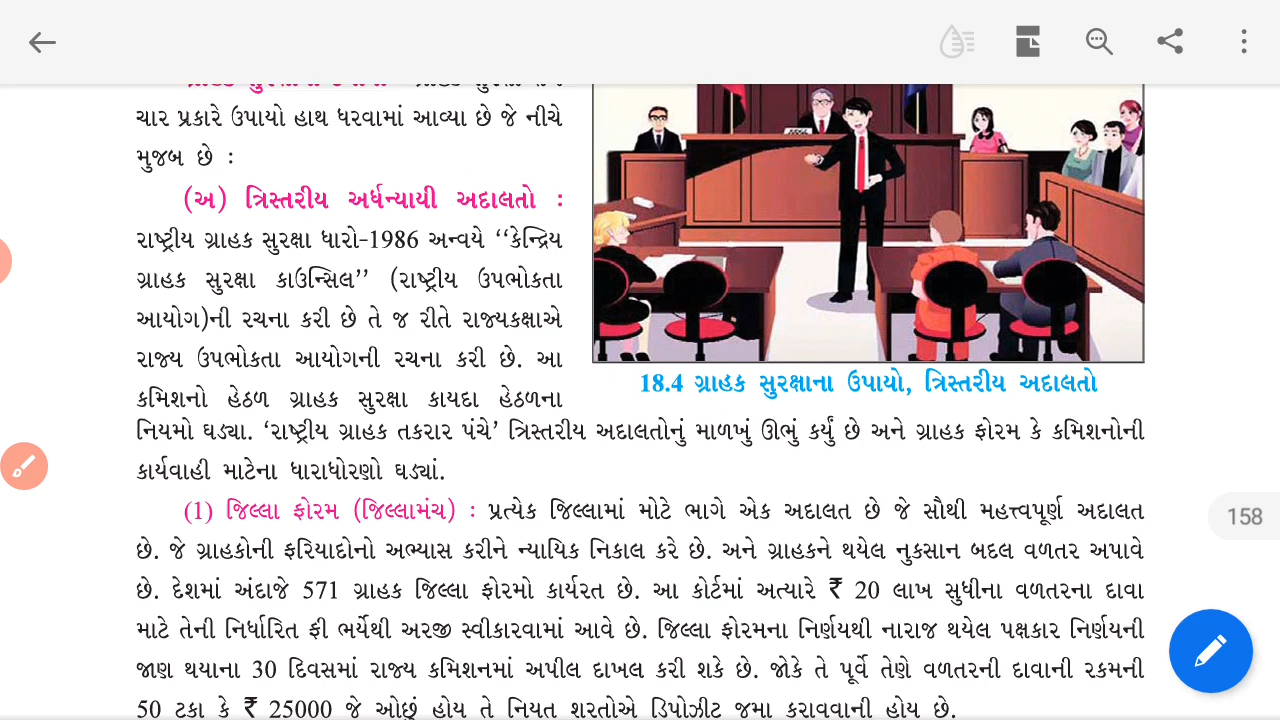 ચાર પ્રકારે ઉપાયો હાથ ધરવામાં આવ્યા છે જે નીચે
મુજબ છે :
(અ) ત્રિસ્તરીય અર્ધન્યાયી અદાલતો :
રાષ્ટ્રીય ગ્રાહક સુરક્ષા ધારો-1986 અન્વયે ‘‘કેન્દ્રિય
ગ્રાહક સુરક્ષા કાઉન્સિલ’’ (રાષ્ટ્રીય ઉપભોકતા
આયોગ)ની રચના કરી છે તે જ રીતે રાજ્યકક્ષાએ
રાજ્ય ઉપભોકતા આયોગની રચના કરી છે. આ
કમિશનો હેઠળ ગ્રાહક સુરક્ષા કાયદા હેઠળના
18.4 ગ્રાહક સુરક્ષાના ઉપાયો, ત્રિસ્તરીય અદાલતો
નિયમો ઘડ્યા. ‘રાષ્ટ્રીય ગ્રાહક તકરાર પંચે’ ત્રિસ્તરીય અદાલતોનું માળખું ઊભું કર્યું છે અને ગ્રાહક ફોરમ કે કમિશનોની
કાર્યવાહી માટેના ધારાધોરણો ઘડ્યાં.
(1) જિલ્લા ફોરમ (જિલ્લામંચ) : પ્રત્યેક જિલ્લામાં મોટે ભાગે એક અદાલત છે જે સૌથી મહત્ત્વપૂર્ણ અદાલત
છે. જે ગ્રાહકોની ફરિયાદોનો અભ્યાસ કરીને ન્યાયિક નિકાલ કરે છે. અને ગ્રાહકને થયેલ નુકસાન બદલ વળતર અપાવે
છે. દેશમાં અંદાજે 571 ગ્રાહક જિલ્લા ફોરમો કાર્યરત છે. આ કોર્ટમાં અત્યારે ₹ 20 લાખ સુધીના વળતરના દાવા
માટે તેની નિર્ધારિત ફી ભર્યેથી અરજી સ્વીકારવામાં આવે છે. જિલ્લા ફોરમના નિર્ણયથી નારાજ થયેલ પક્ષકાર નિર્ણયની
જાણ થયાના 30 દિવસમાં રાજ્ય કમિશનમાં અપીલ દાખલ કરી શકે છે. જોકે તે પૂર્વે તેણે વળતરની દાવાની રકમની
50 ટકા કે ₹ 25000 જે ઓછું હોય તે નિયત શરતોએ ડિપોઝીટ જમા કરાવવાની હોય છે.
158